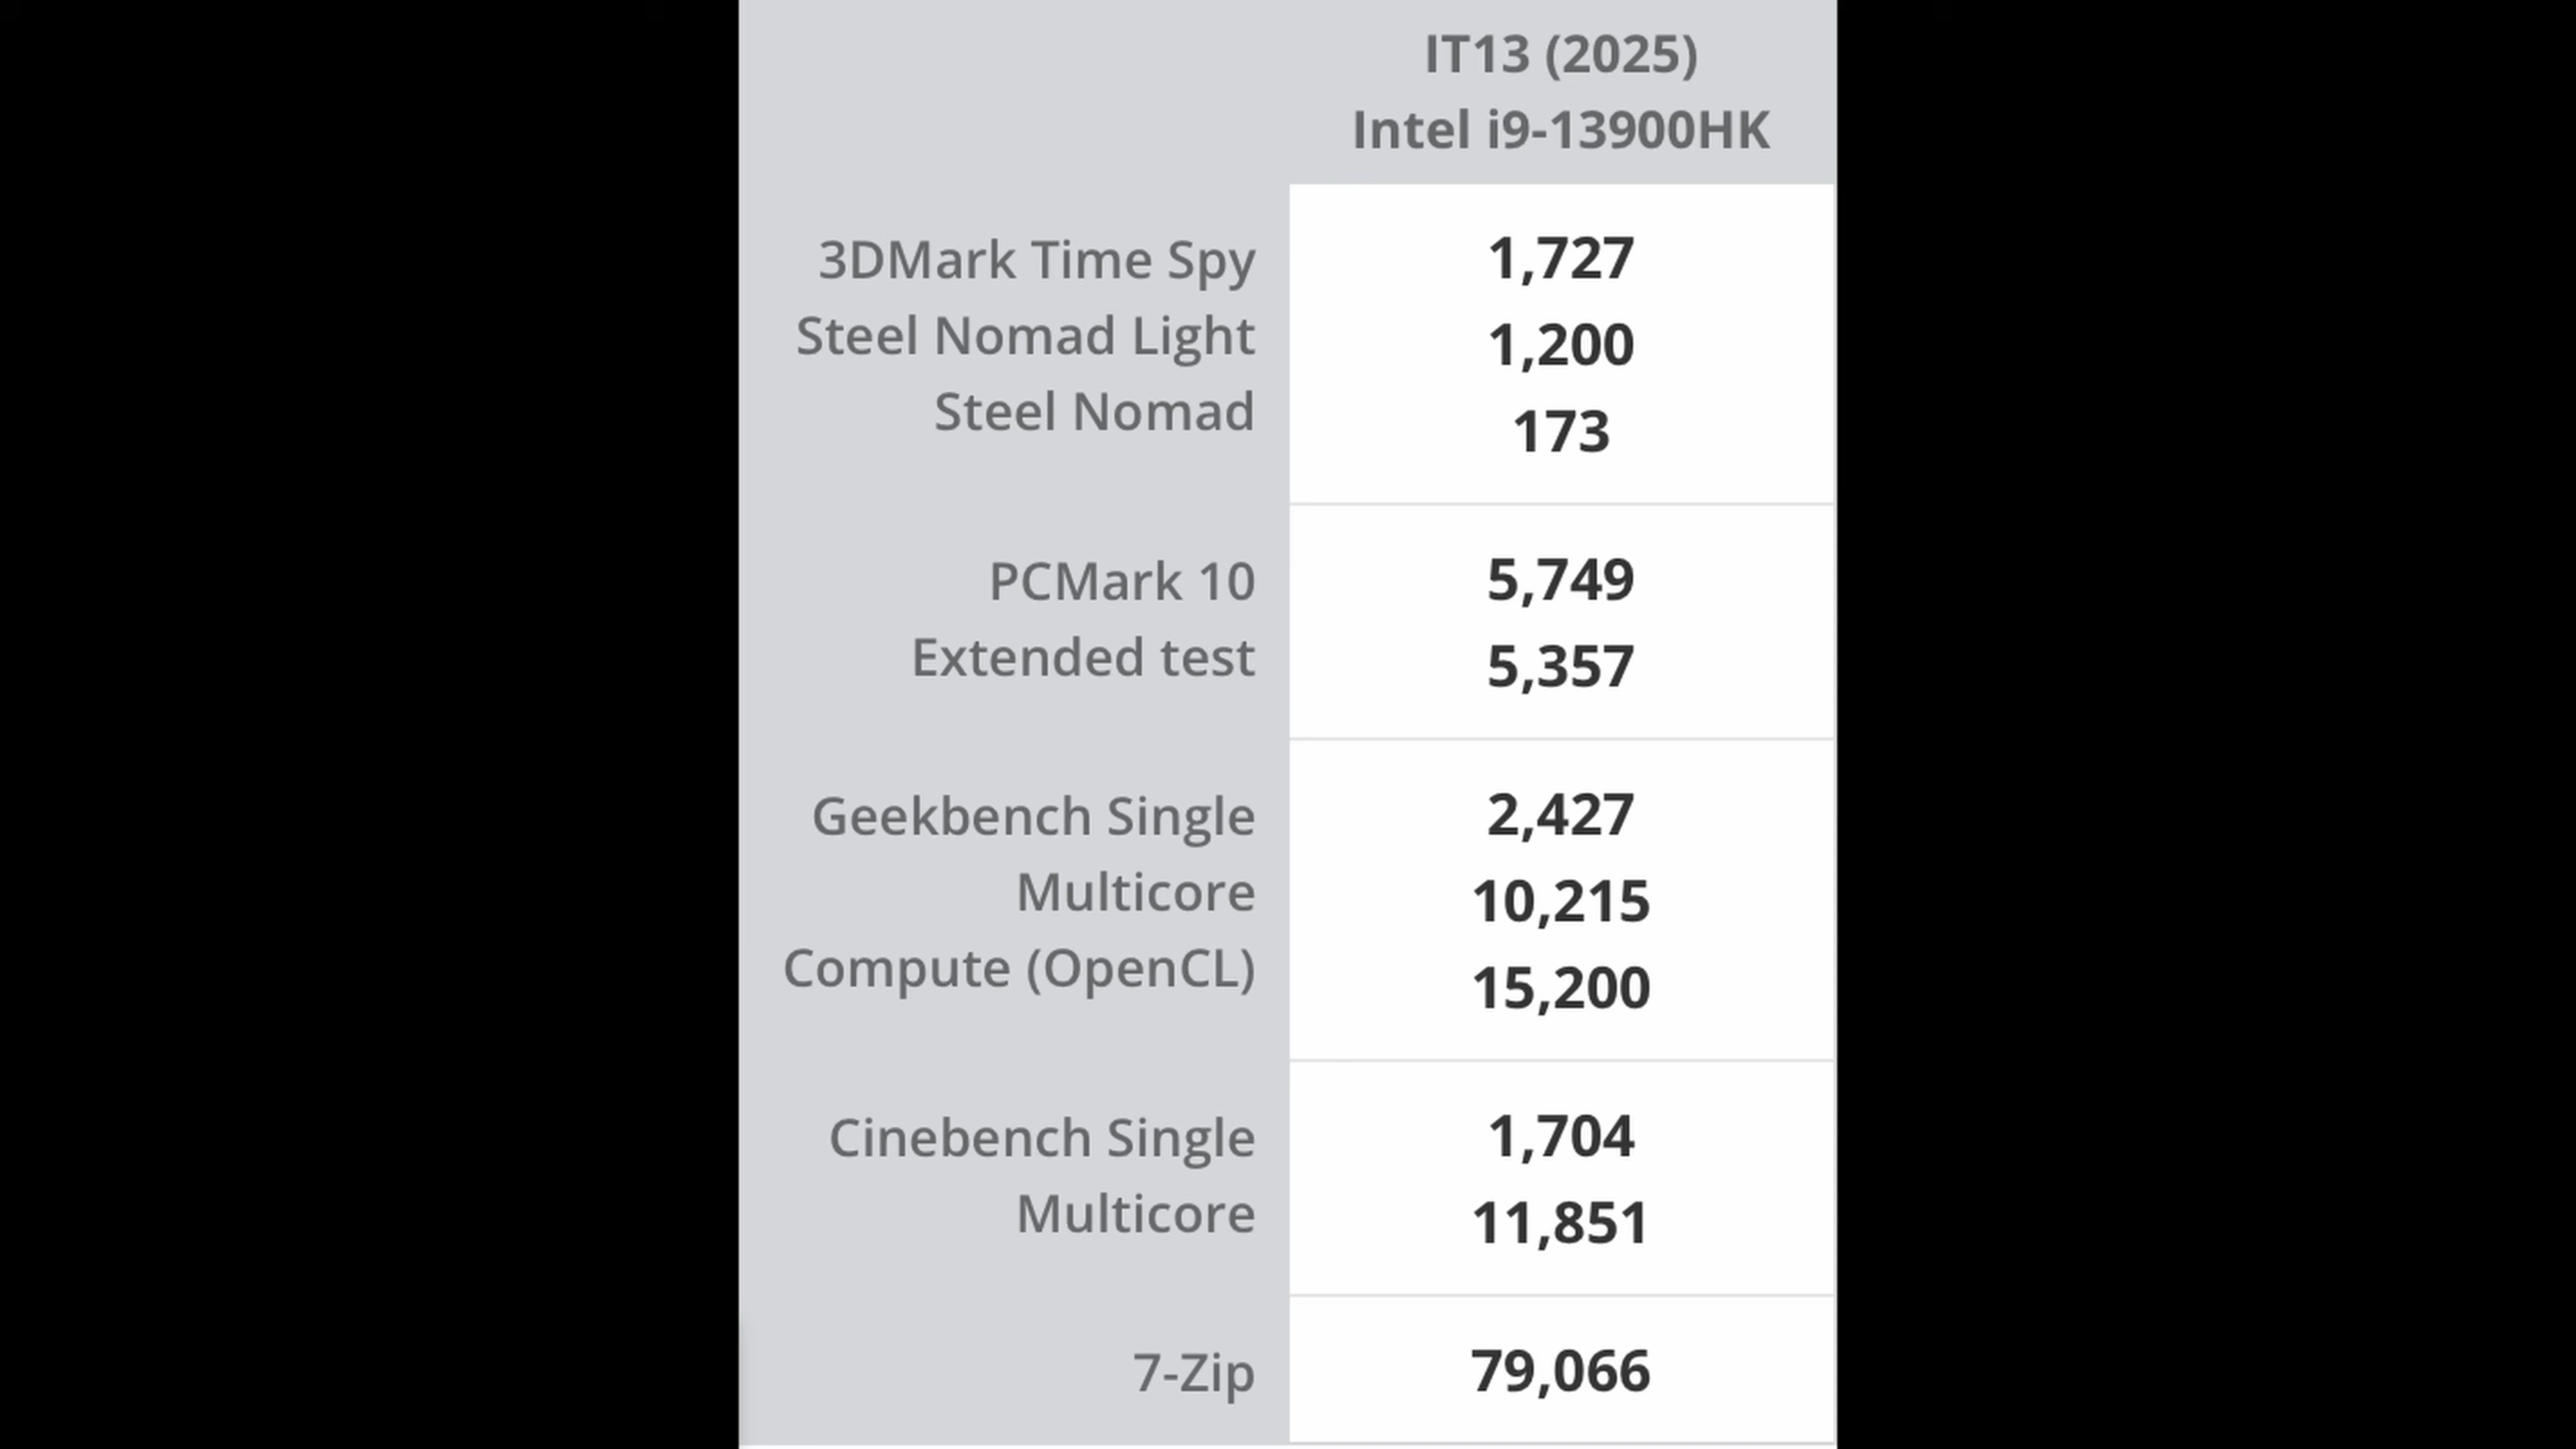 IT13 (2025)
Intel i9-13900HK
3DMark Time Spy 1,727
Steel Nomad Light 1,200
Steel Nomad 173
PCMark 10 5,749
Extended test 5,357
Geekbench Single 2,427
Multicore 10,215
Compute (OpenCL) 15,200
Cinebench Single 1,704
Multicore 11,851
7-Zip 79,066